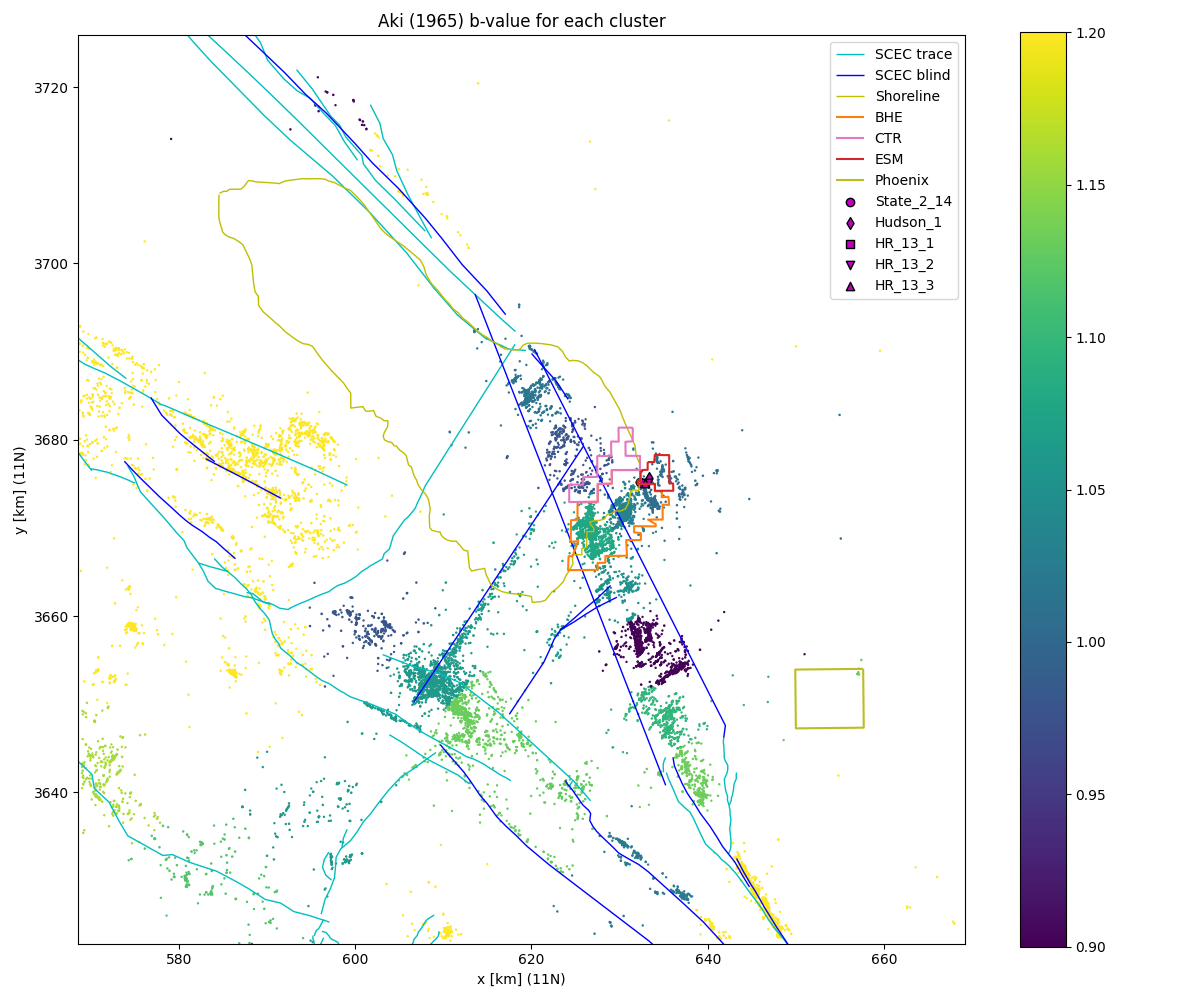 Aki (1965) b-value for each cluster
SCEC trace
SCEC blind
Shoreline
BHE
CTR
ESM
Phoenix
State_2_14
Hudson_1
HR_13_1
HR_13_2
HR_13_3
3720
3700
3680
3660
3640
y [km] (11N)
580
600
620
640
660
x [km] (11N)
1.20
1.15
1.10
1.05
1.00
0.95
0.90